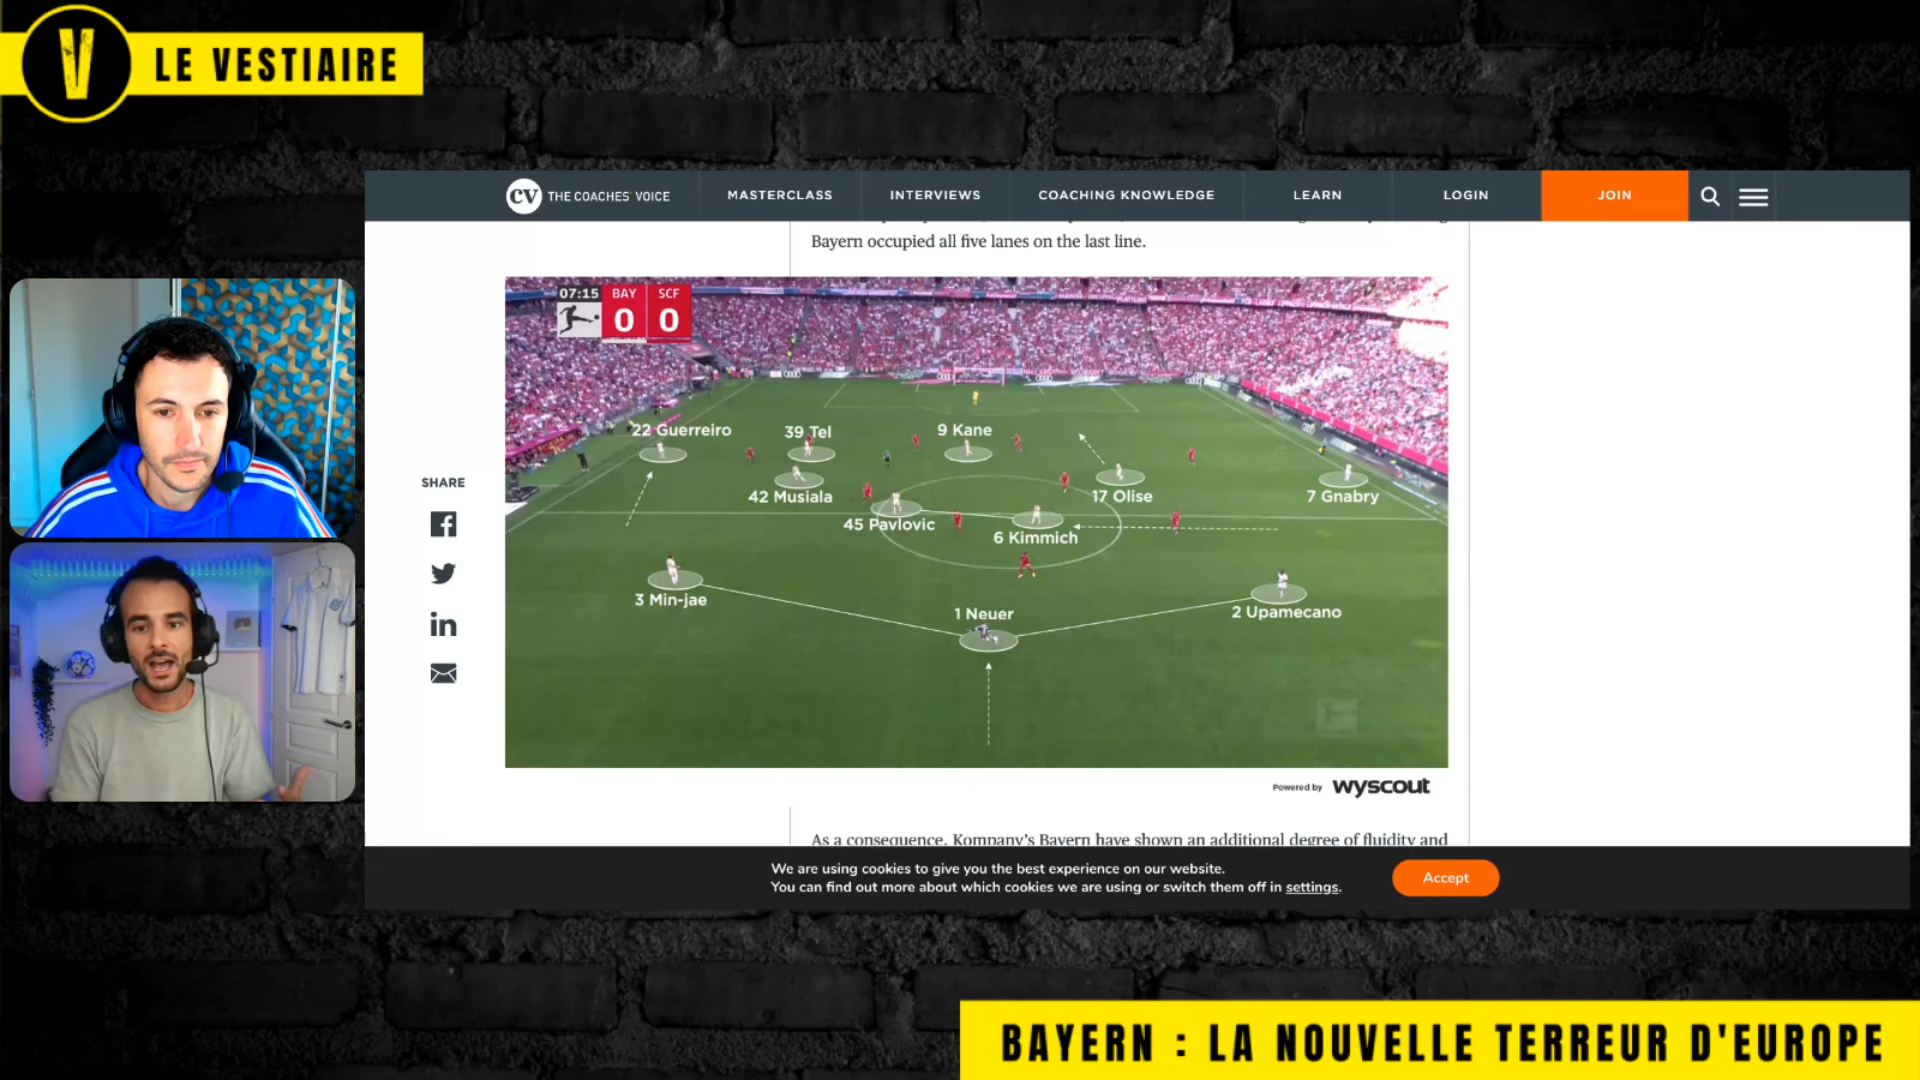 V LE VESTIAIRE
CV THE COACHES' VOICE MASTERCLASS INTERVIEWS COACHING KNOWLEDGE LEARN LOGIN JOIN
Bayern occupied all five lanes on the last line.
07:15 BAY SCF
0 0
22 Guerreiro 39 Tel 9 Kane
42 Musiala 17 Olise 7 Gnabry
45 Pavlovic 6 Kimmich
3 Min-jae 1 Neuer 2 Upamecano
SHARE
Powered by wyscout
As a consequence, Kompany's Bayern have shown an additional degree of fluidity and
We are using cookies to give you the best experience on our website.
You can find out more about which cookies we are using or switch them off in settings.
Accept
BAYERN : LA NOUVELLE TERREUR D'EUROPE